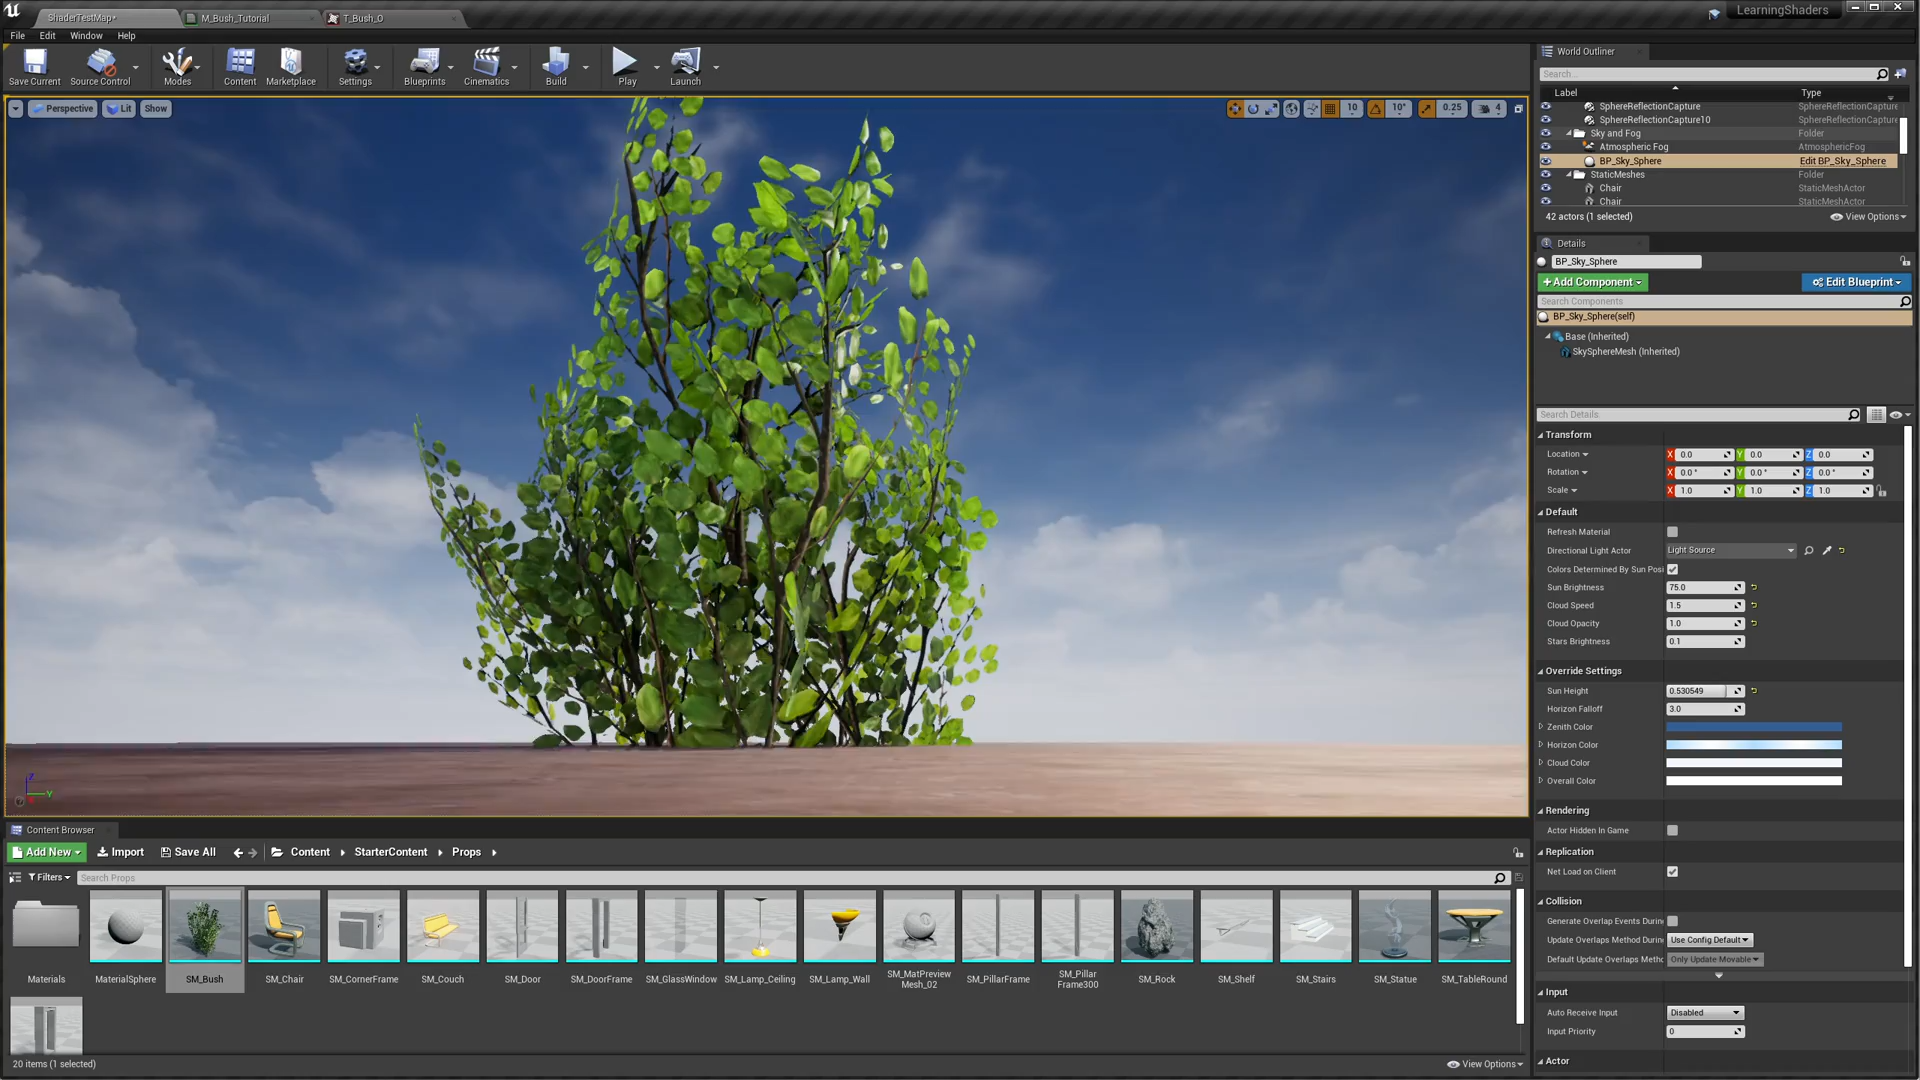 ShaderTestMap*
M_Bush_Tutorial
T_Bush_O
LearningShaders
File Edit Window Help
Save Current
Source Control
Modes
Content
Marketplace
Settings
Blueprints
Cinematics
Build
Play
Launch
Perspective
Lit
Show
10
10°
0.25
4
World Outliner
Search...
Label Type
SphereReflectionCapture SphereReflectionCapture
SphereReflectionCapture10 SphereReflectionCapture
Sky and Fog Folder
Atmospheric Fog AtmosphericFog
BP_Sky_Sphere Edit BP_Sky_Sphere
StaticMeshes Folder
Chair StaticMeshActor
Chair StaticMeshActor
42 actors (1 selected) View Options
Details
BP_Sky_Sphere
+Add Component Edit Blueprint
Search Components
BP_Sky_Sphere(self)
Base (Inherited)
SkySphereMesh (Inherited)
Search Details
Transform
Location X 0.0 Y 0.0 Z 0.0
Rotation X 0.0° Y 0.0° Z 0.0°
Scale X 1.0 Y 1.0 Z 1.0
Default
Refresh Material
Directional Light Actor Light Source
Colors Determined By Sun Posi
Sun Brightness 75.0
Cloud Speed 1.5
Cloud Opacity 1.0
Stars Brightness 0.1
Override Settings
Sun Height 0.530549
Horizon Falloff 3.0
Zenith Color
Horizon Color
Cloud Color
Overall Color
Rendering
Actor Hidden In Game
Replication
Net Load on Client
Collision
Generate Overlap Events Durin
Update Overlaps Method Durin Use Config Default
Default Update Overlaps Metho Only Update Movable
Input
Auto Receive Input Disabled
Input Priority 0
Actor
Z
Y
Content Browser
Add New Import Save All Content StarterContent Props
Filters Search Props
Materials
MaterialSphere
SM_Bush
SM_Chair
SM_CornerFrame
SM_Couch
SM_Door
SM_DoorFrame
SM_GlassWindow
SM_Lamp_Ceiling
SM_Lamp_Wall
SM_MatPreview
Mesh_02
SM_PillarFrame
SM_Pillar
Frame300
SM_Rock
SM_Shelf
SM_Stairs
SM_Statue
SM_TableRound
20 items (1 selected) View Options